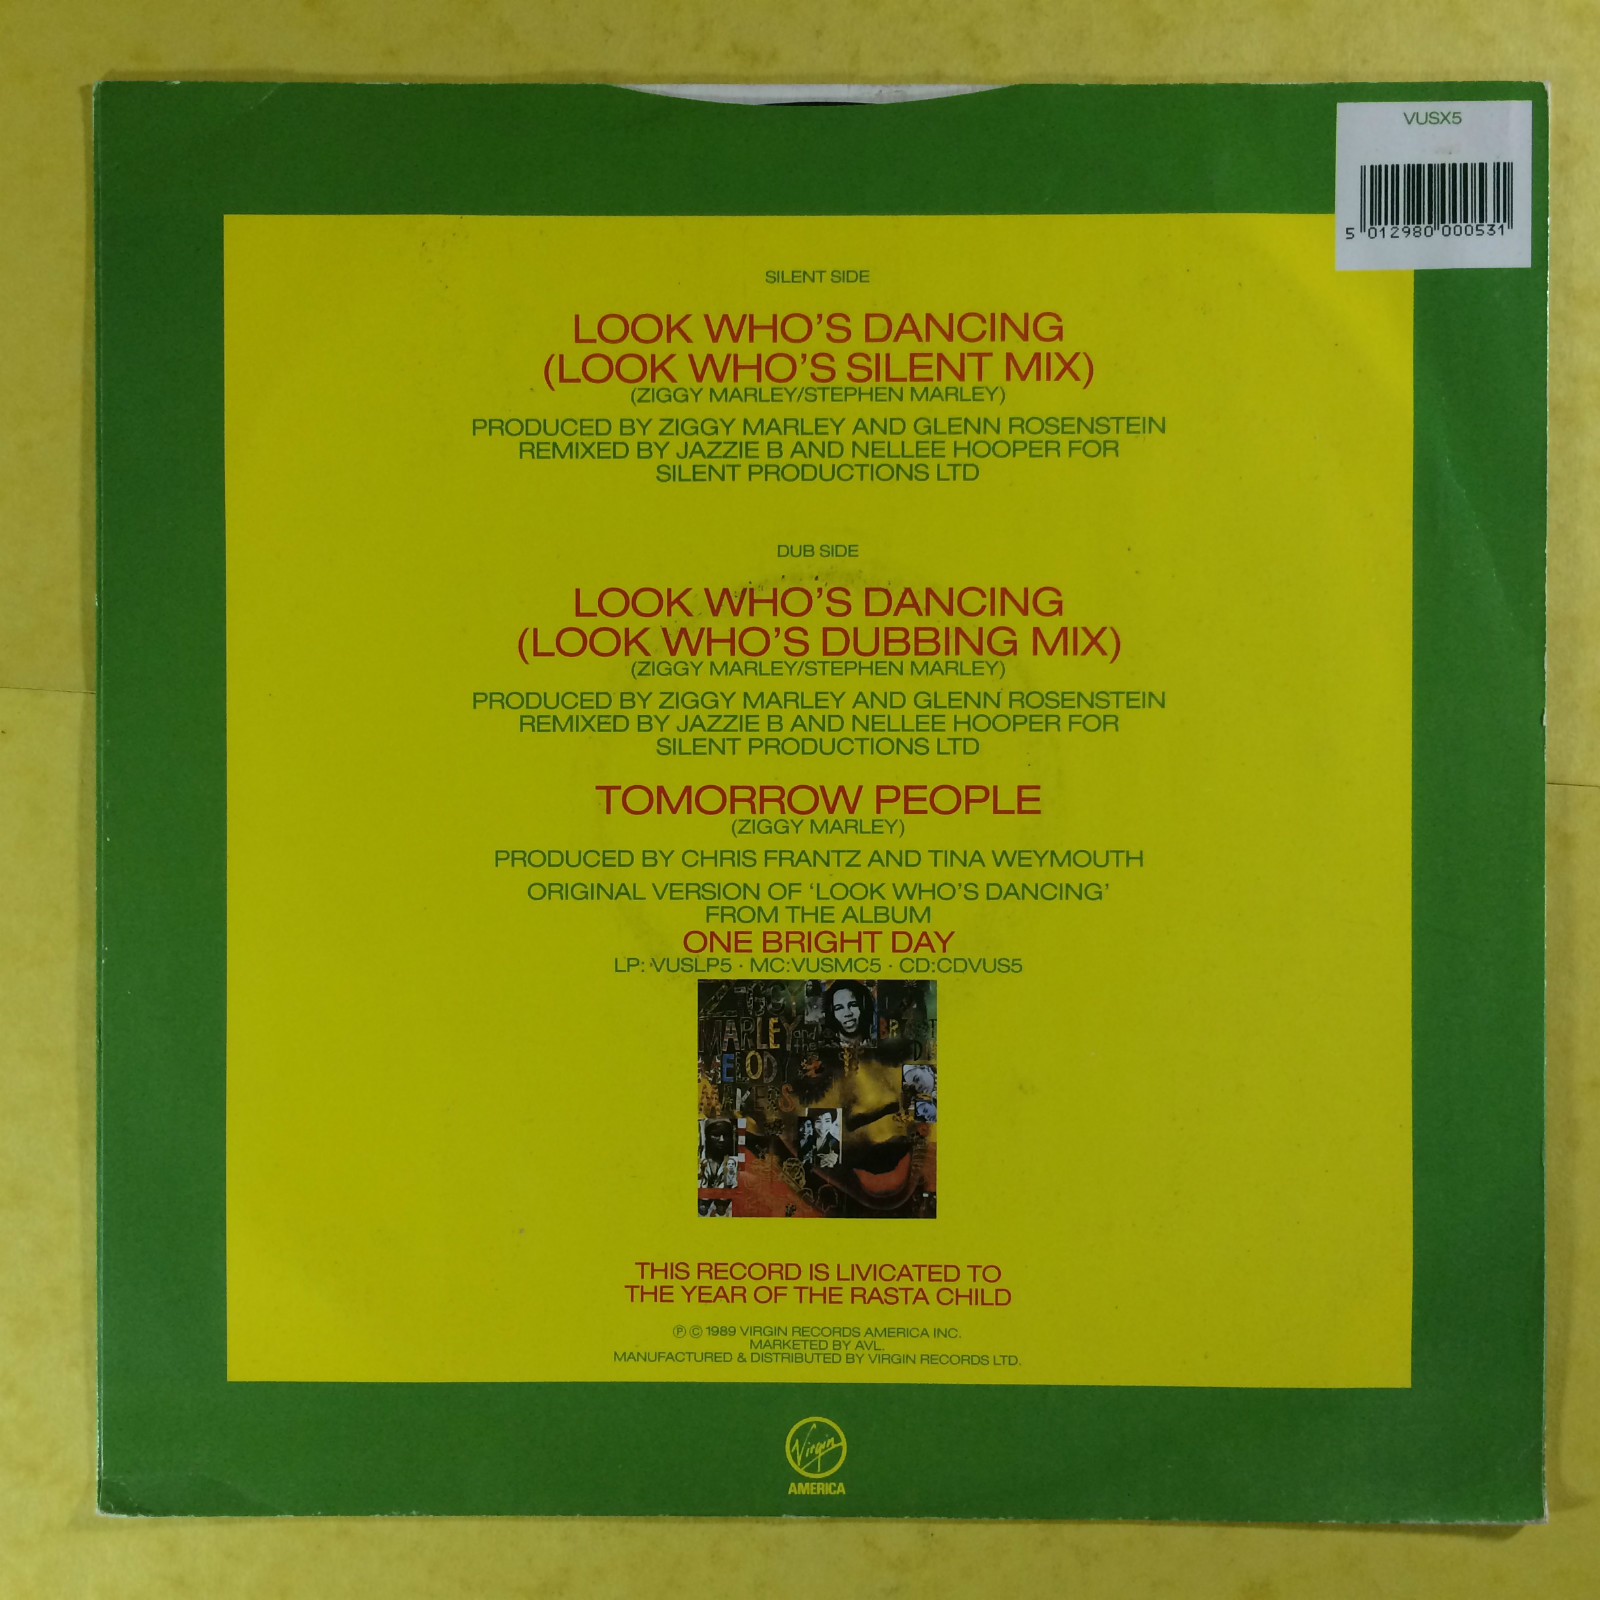 VUSX5
5 012980 000531
SILENT SIDE
LOOK WHO'S DANCING
(LOOK WHO'S SILENT MIX)
(ZIGGY MARLEY/STEPHEN MARLEY)
PRODUCED BY ZIGGY MARLEY AND GLENN ROSENSTEIN
REMIXED BY JAZZIE B AND NELLEE HOOPER FOR
SILENT PRODUCTIONS LTD
DUB SIDE
LOOK WHO'S DANCING
(LOOK WHO'S DUBBING MIX)
(ZIGGY MARLEY/STEPHEN MARLEY)
PRODUCED BY ZIGGY MARLEY AND GLENN ROSENSTEIN
REMIXED BY JAZZIE B AND NELLEE HOOPER FOR
SILENT PRODUCTIONS LTD
TOMORROW PEOPLE
(ZIGGY MARLEY)
PRODUCED BY CHRIS FRANTZ AND TINA WEYMOUTH
ORIGINAL VERSION OF 'LOOK WHO'S DANCING'
FROM THE ALBUM
ONE BRIGHT DAY
LP: VUSLP5 · MC:VUSMC5 · CD:CDVUS5
ZIGGY
MARLEY
MELODY
MAKERS
THIS RECORD IS LIVICATED TO
THE YEAR OF THE RASTA CHILD
℗ © 1989 VIRGIN RECORDS AMERICA INC.
MARKETED BY AVL.
MANUFACTURED & DISTRIBUTED BY VIRGIN RECORDS LTD.
Virgin
AMERICA